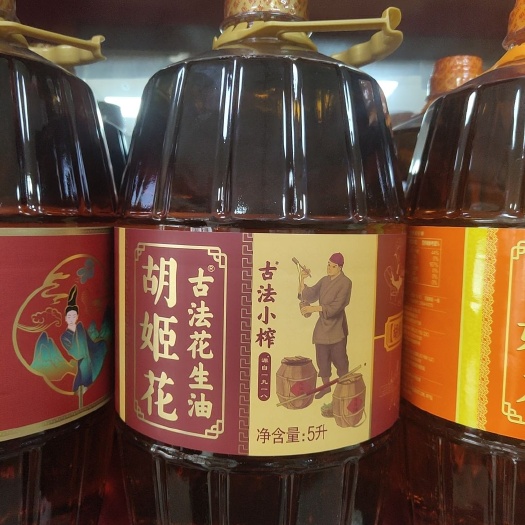 胡姬花®
古法花生油
古法小榨
源自一九一八
净含量:5升